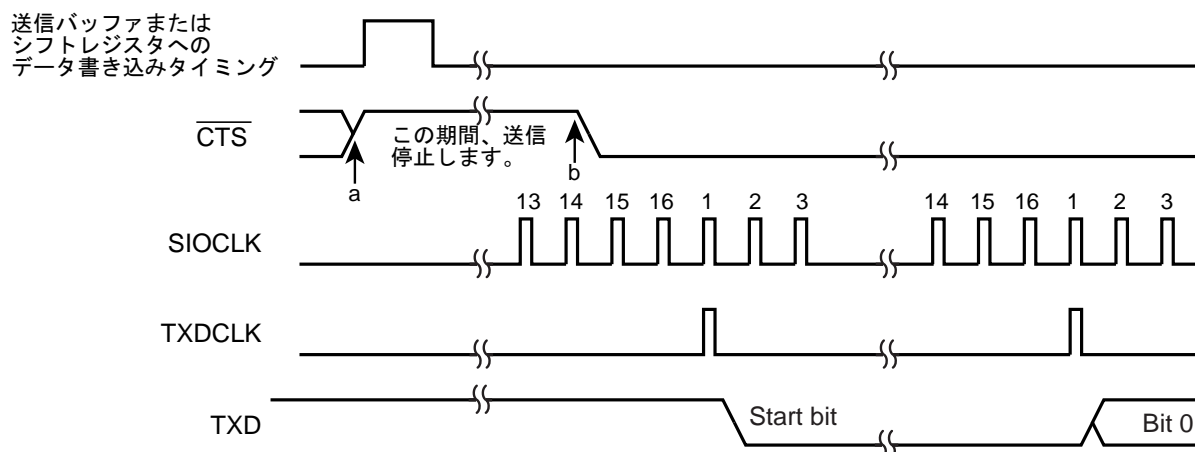 送信バッファまたは
シフトレジスタへの
データ書き込みタイミング
CTS
この期間、送信
停止します。
a
b
13 14 15 16 1 2 3 14 15 16 1 2 3
SIOCLK
TXDCLK
TXD
Start bit
Bit 0